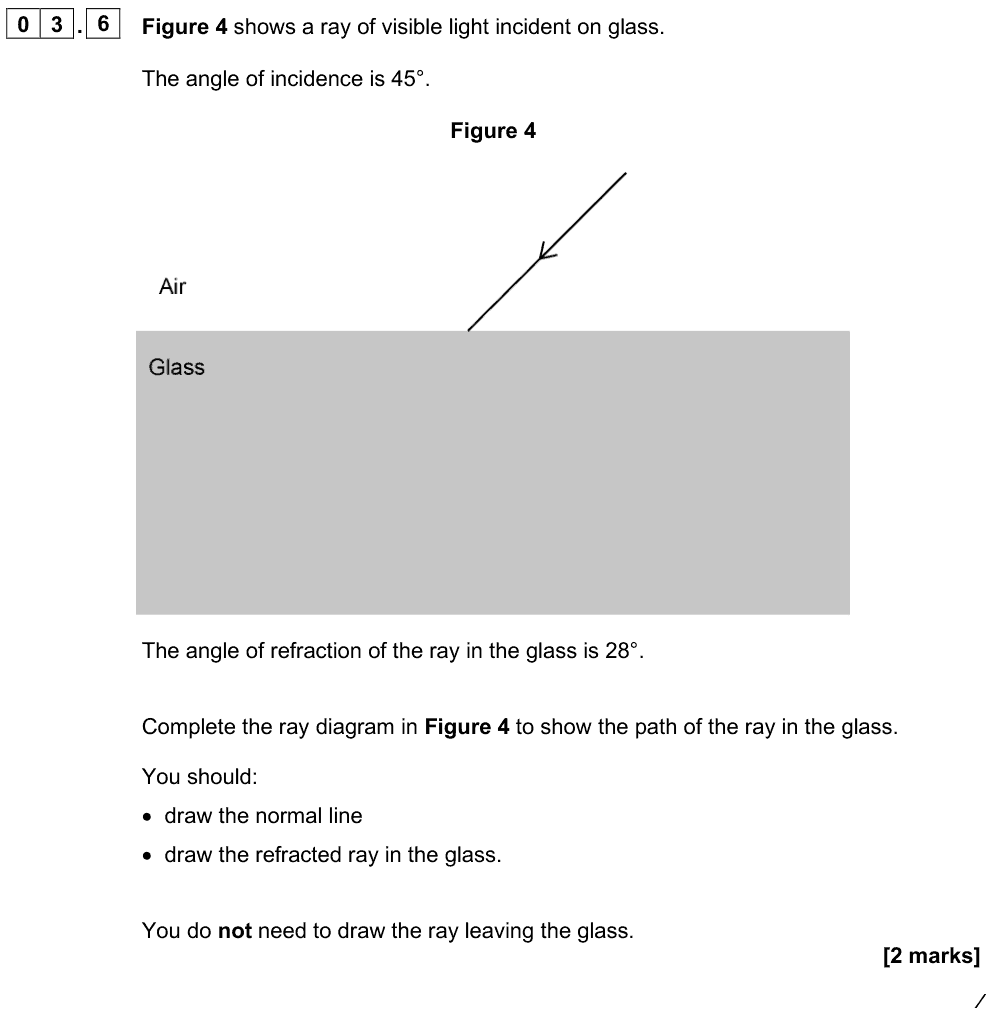 03.6 Figure 4 shows a ray of visible light incident on glass.
The angle of incidence is 45°.
Figure 4
Air
Glass
The angle of refraction of the ray in the glass is 28°.
Complete the ray diagram in Figure 4 to show the path of the ray in the glass.
You should:
• draw the normal line
• draw the refracted ray in the glass.
You do not need to draw the ray leaving the glass.
[2 marks]